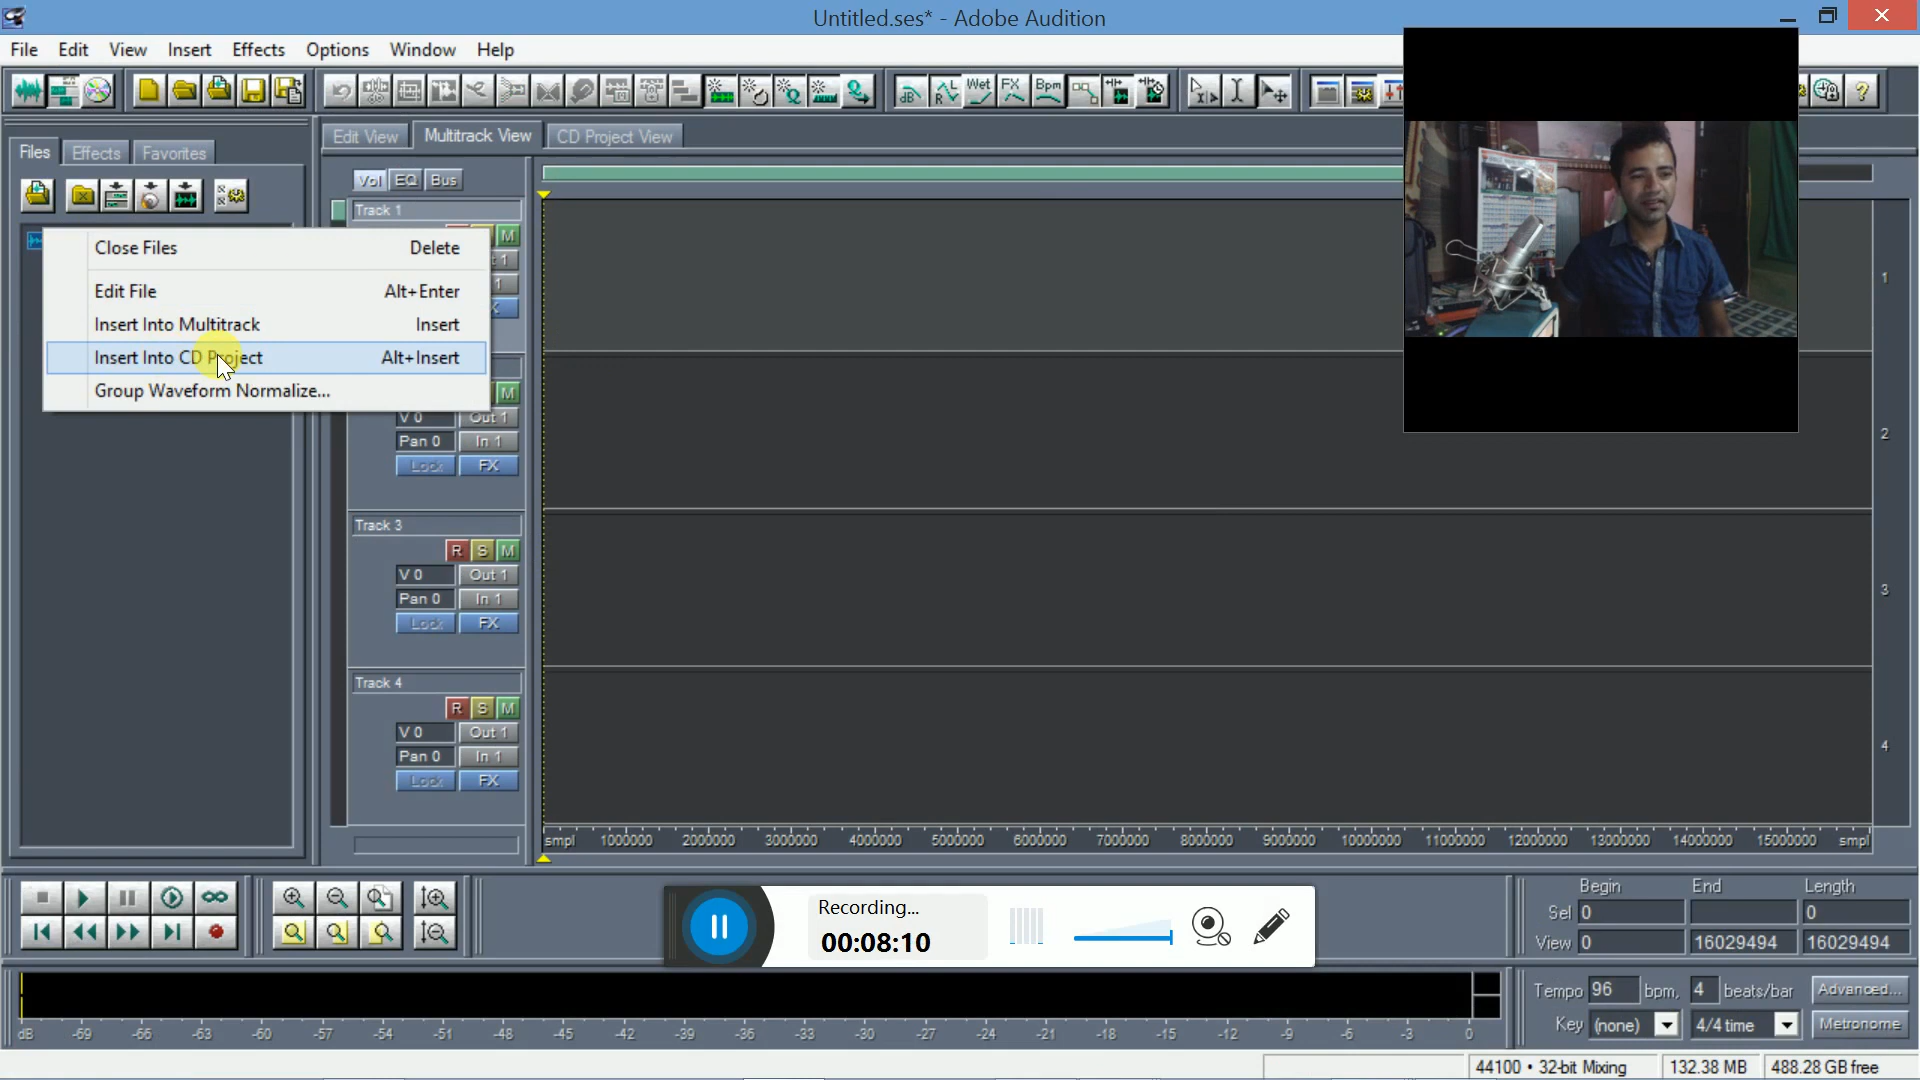 Untitled.ses* - Adobe Audition
File Edit View Insert Effects Options Window Help
Wet FX Bpm
dB R L
Files Effects Favorites
Edit View Multitrack View CD Project View
Vol EQ Bus
Track 1
M
Close Files Delete
Edit File Alt+Enter
Insert Into Multitrack Insert
Insert Into CD Project Alt+Insert
Group Waveform Normalize...
M
V 0 Out 1
Pan 0 In 1
Lock FX
Track 3
R S M
V 0 Out 1
Pan 0 In 1
Lock FX
Track 4
R S M
V 0 Out 1
Pan 0 In 1
Lock FX
1
2
3
4
smpl 1000000 2000000 3000000 4000000 5000000 6000000 7000000 8000000 9000000 10000000 11000000 12000000 13000000 14000000 15000000 smpl
Recording...
00:08:10
Begin End Length
Sel 0 0
View 0 16029494 16029494
dB -69 -66 -63 -60 -57 -54 -51 -48 -45 -42 -39 -36 -33 -30 -27 -24 -21 -18 -15 -12 -9 -6 -3 0
Tempo 96 bpm, 4 beats/bar Advanced...
Key (none) 4/4 time Metronome
44100 • 32-bit Mixing 132.38 MB 488.28 GB free